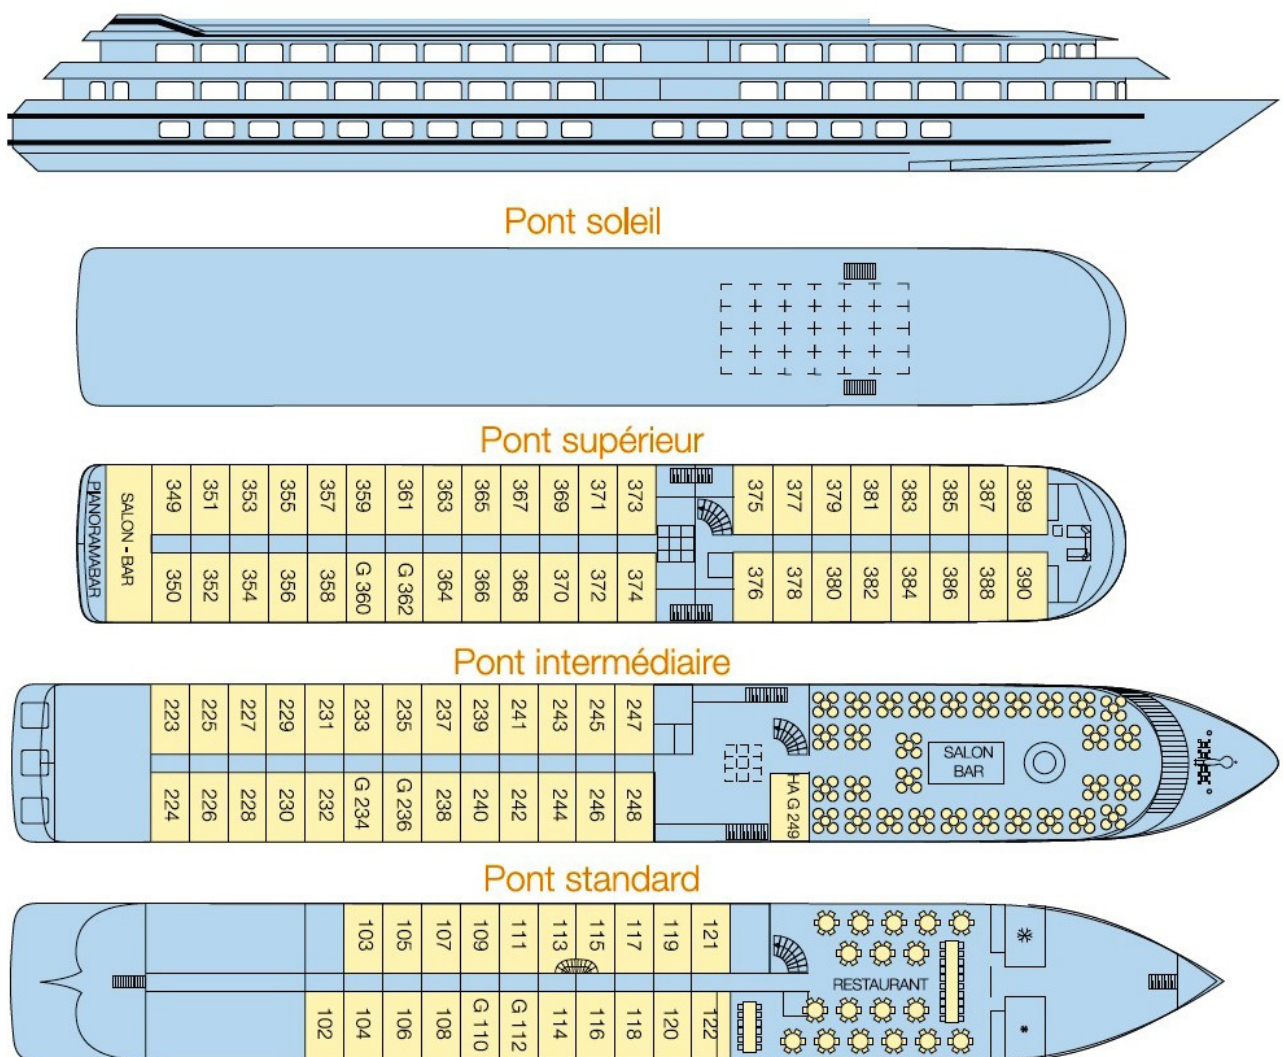 Pont soleil
Pont supérieur
PIANORAMABAR
SALON - BAR
349 351 353 355 357 359 361 363 365 367 369 371 373 375 377 379 381 383 385 387 389
350 352 354 356 358 G 360 G 362 364 366 368 370 372 374 376 378 380 382 384 386 388 390
Pont intermédiaire
223 225 227 229 231 233 235 237 239 241 243 245 247
224 226 228 230 232 G 234 G 236 238 240 242 244 246 248
HA G 249
SALON
BAR
Pont standard
103 105 107 109 111 113 115 117 119 121
102 104 106 108 G 110 G 112 114 116 118 120 122
RESTAURANT